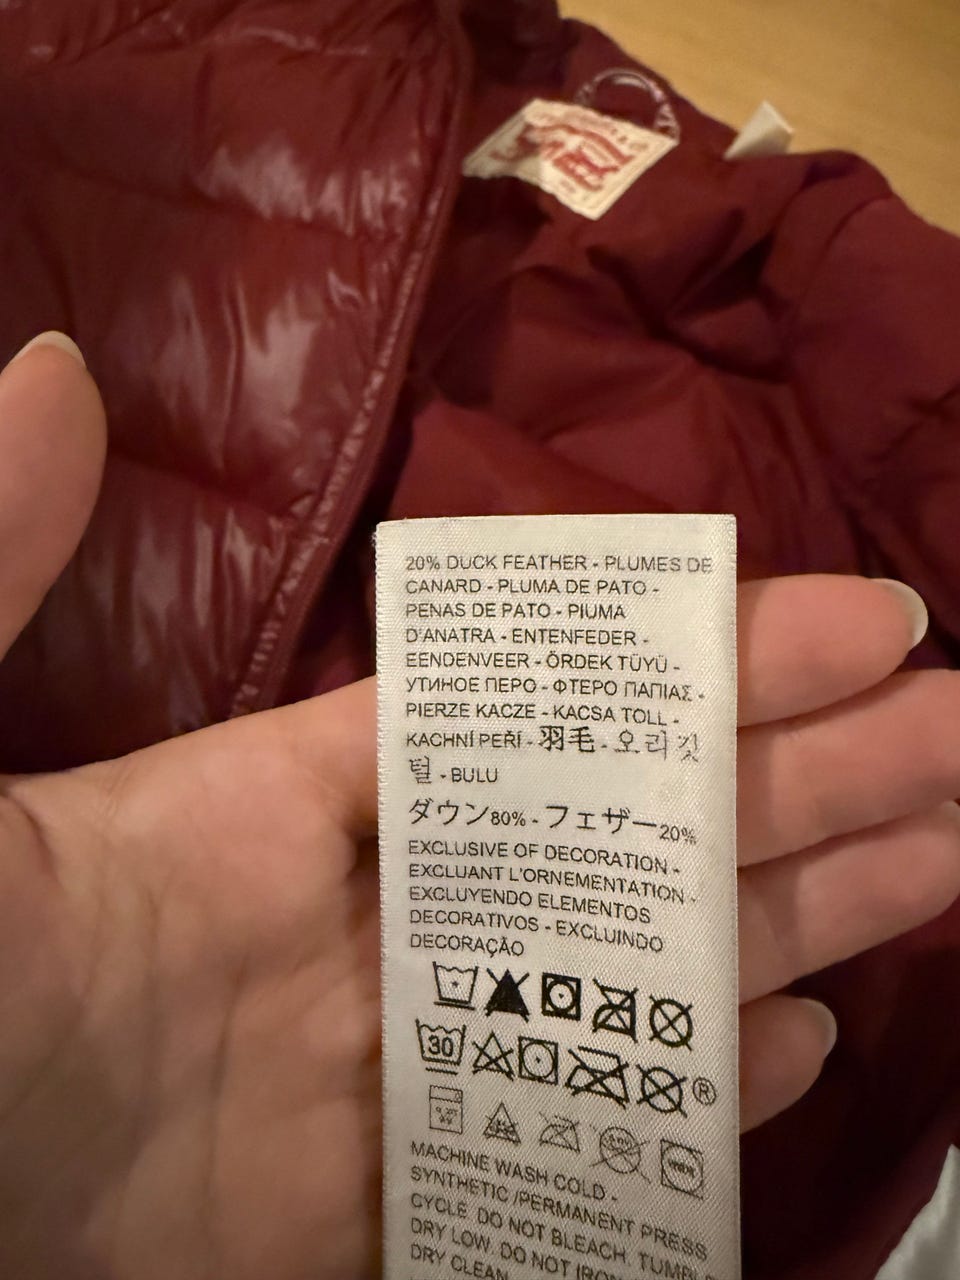 20% DUCK FEATHER - PLUMES DE
CANARD - PLUMA DE PATO -
PENAS DE PATO - PIUMA
D'ANATRA - ENTENFEDER -
EENDENVEER - ÖRDEK TÜYÜ -
УТИНОЕ ПЕРО - ΦΤΕΡΟ ΠΑΠΙΑΣ -
PIERZE KACZE - KACSA TOLL -
KACHNÍ PEŘÍ - 羽毛 - 오리 깃
털 - BULU
ダウン80% - フェザー20%
EXCLUSIVE OF DECORATION -
EXCLUANT L'ORNEMENTATION -
EXCLUYENDO ELEMENTOS
DECORATIVOS - EXCLUINDO
DECORAÇÃO
30
®
MACHINE WASH COLD -
SYNTHETIC /PERMANENT PRESS
CYCLE. DO NOT BLEACH. TUMBL
DRY LOW. DO NOT IRON
DRY CLEAN